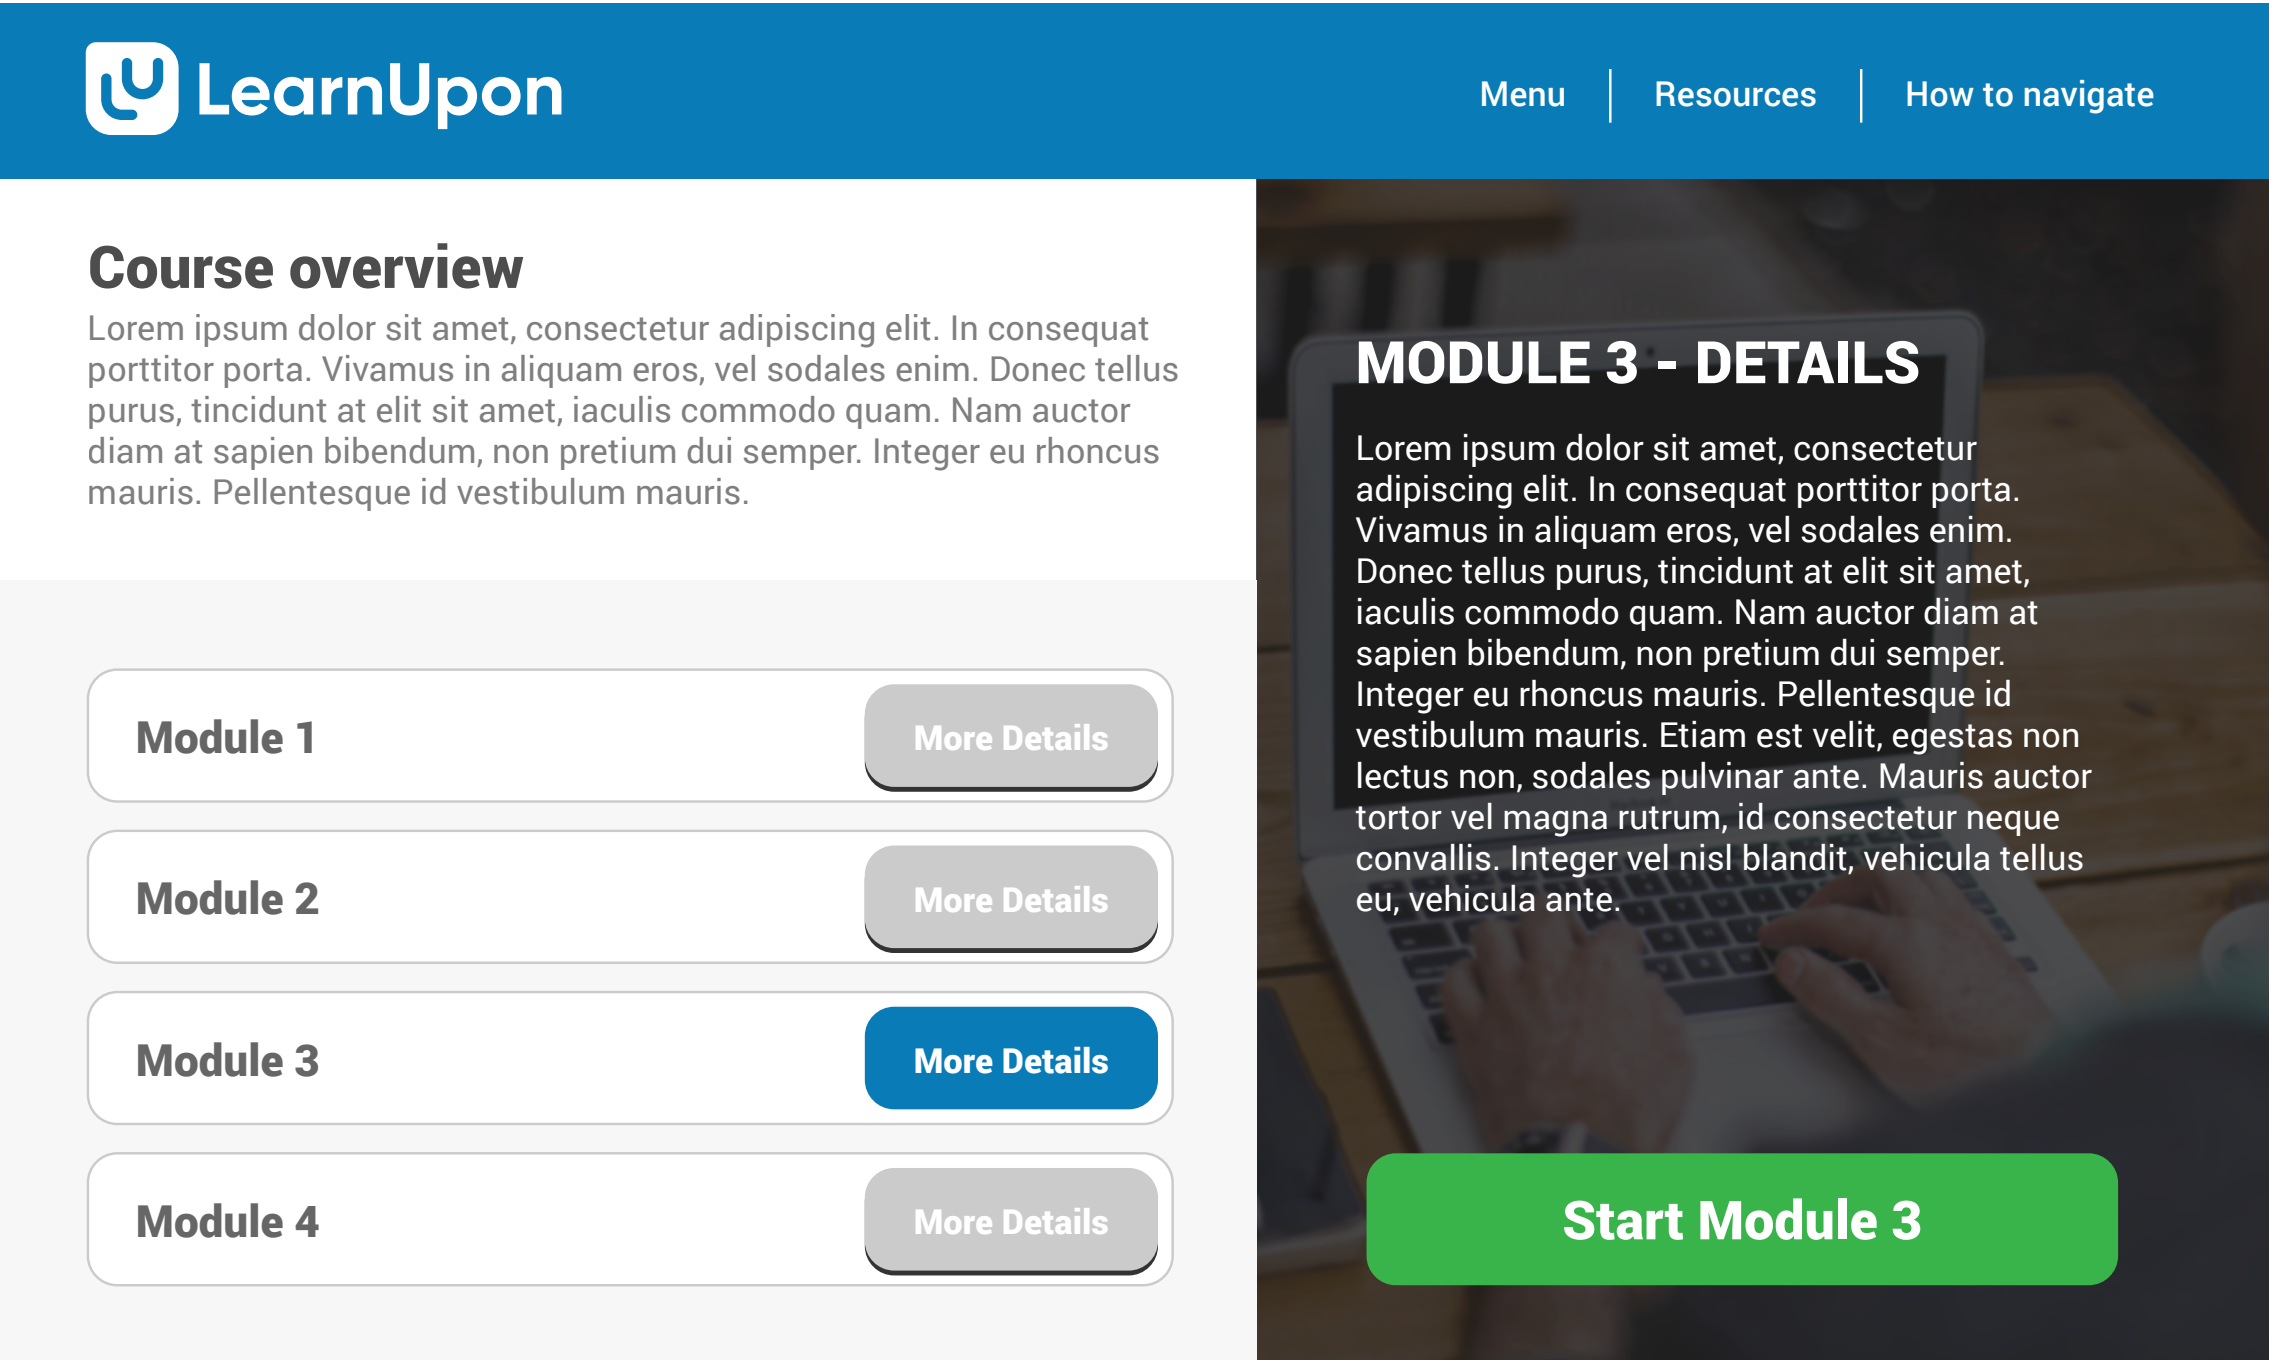 LearnUpon
Menu
Resources
How to navigate
Course overview
Lorem ipsum dolor sit amet, consectetur adipiscing elit. In consequat
porttitor porta. Vivamus in aliquam eros, vel sodales enim. Donec tellus
purus, tincidunt at elit sit amet, iaculis commodo quam. Nam auctor
diam at sapien bibendum, non pretium dui semper. Integer eu rhoncus
mauris. Pellentesque id vestibulum mauris.
Module 1
More Details
Module 2
More Details
Module 3
More Details
Module 4
More Details
MODULE 3 - DETAILS
Lorem ipsum dolor sit amet, consectetur
adipiscing elit. In consequat porttitor porta.
Vivamus in aliquam eros, vel sodales enim.
Donec tellus purus, tincidunt at elit sit amet,
iaculis commodo quam. Nam auctor diam at
sapien bibendum, non pretium dui semper.
Integer eu rhoncus mauris. Pellentesque id
vestibulum mauris. Etiam est velit, egestas non
lectus non, sodales pulvinar ante. Mauris auctor
tortor vel magna rutrum, id consectetur neque
convallis. Integer vel nisl blandit, vehicula tellus
eu, vehicula ante.
Start Module 3